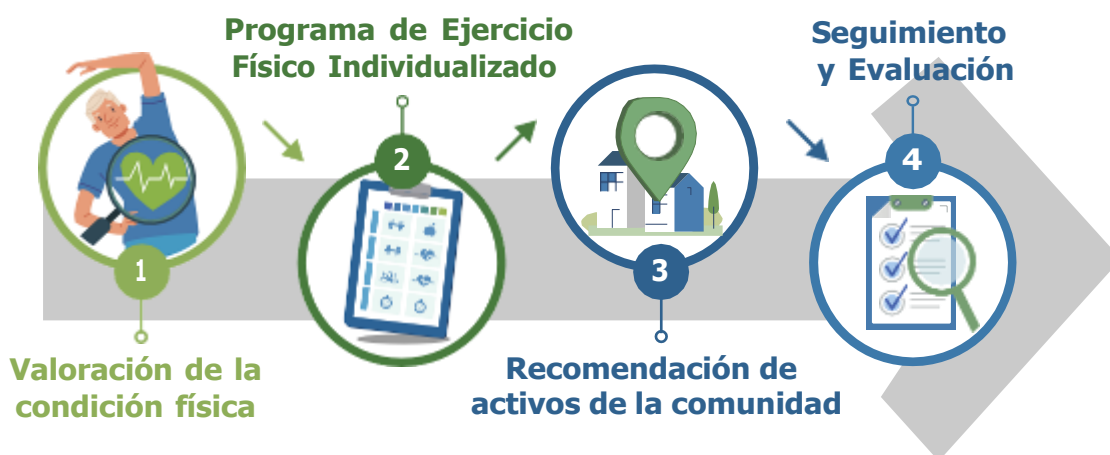 1
Valoración de la
condición física
Programa de Ejercicio
Físico Individualizado
2
3
Recomendación de
activos de la comunidad
Seguimiento
y Evaluación
4